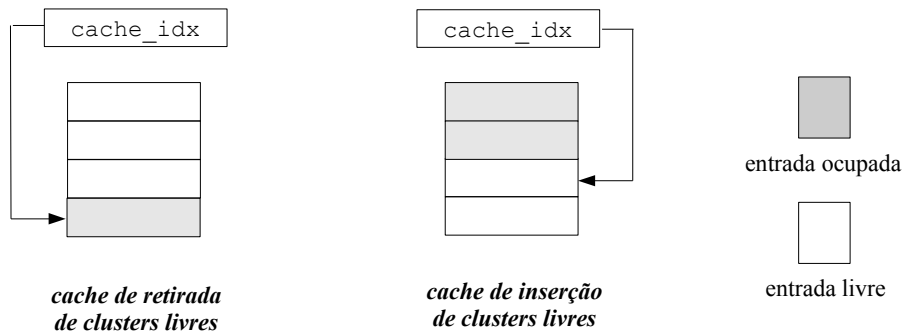 cache_idx
cache_idx
entrada ocupada
entrada livre
cache de retirada
de clusters livres
cache de inserção
de clusters livres